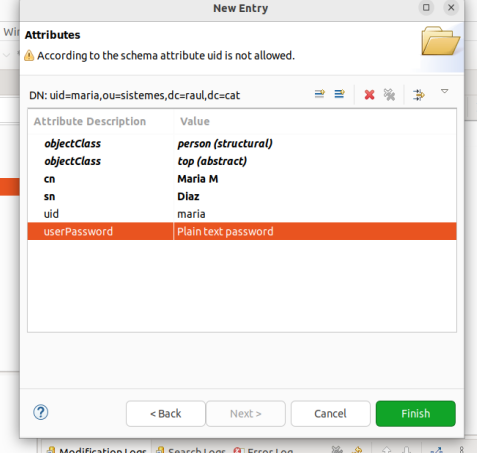 New Entry
Attributes
According to the schema attribute uid is not allowed.
DN: uid=maria,ou=sistemes,dc=raul,dc=cat
Attribute Description Value
objectClass person (structural)
objectClass top (abstract)
cn Maria M
sn Diaz
uid maria
userPassword Plain text password
? < Back Next > Cancel Finish
Modification Logs Search Logs Error Log